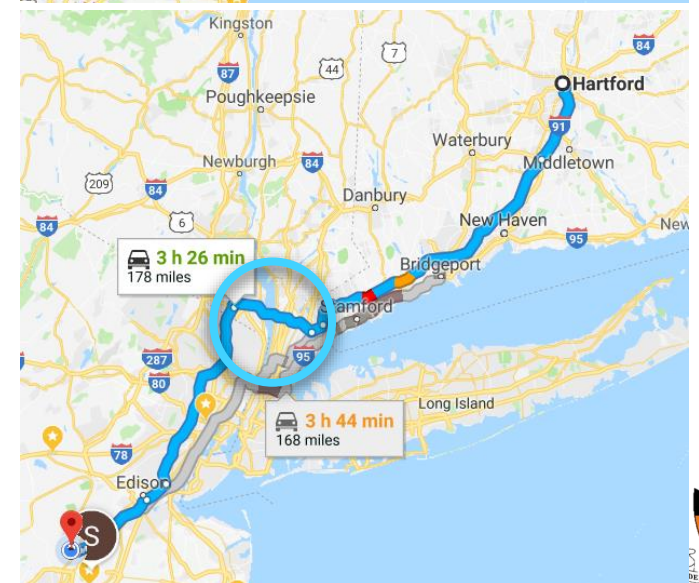 Kingston
84
7
44
87
Hartford
Poughkeepsie
91
Waterbury
Middletown
Newburgh
84
209
84
Danbury
6
New Haven
84
95
New
3 h 26 min
178 miles
Bridgeport
Stamford
287
95
80
3 h 44 min
168 miles
Long Island
78
Edison
S